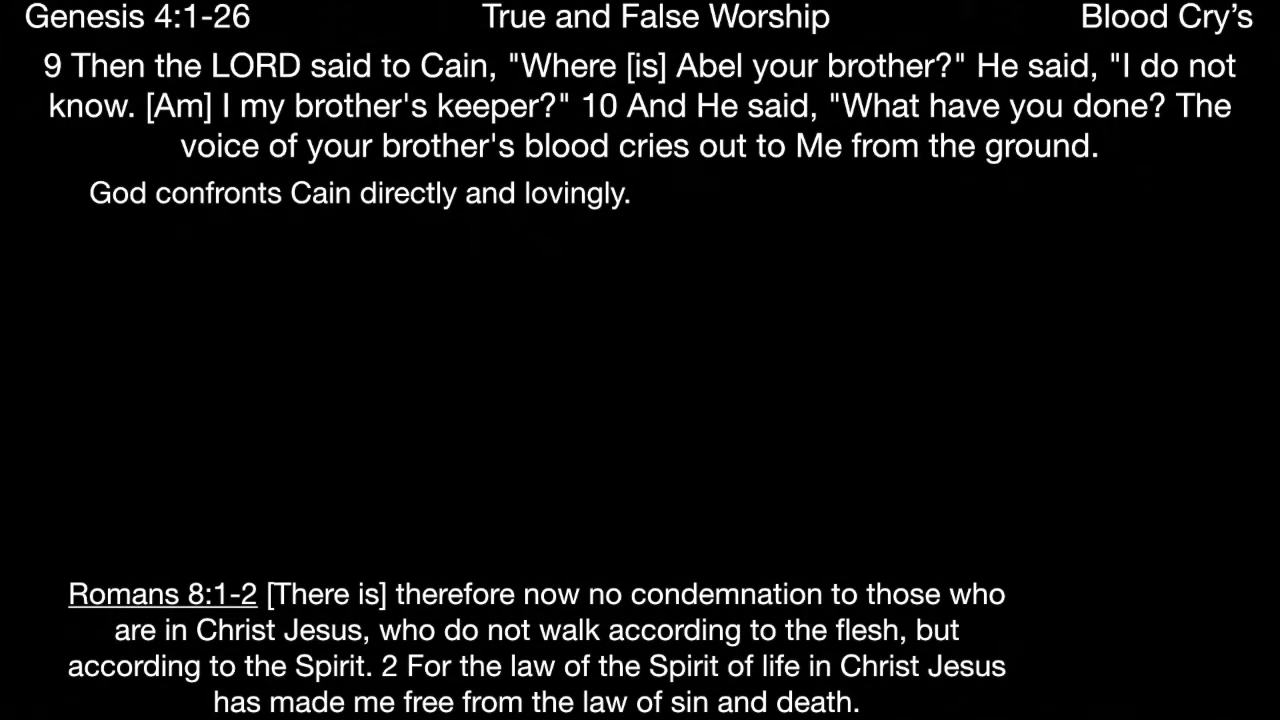 Genesis 4:1-26 True and False Worship Blood Cry’s
9 Then the LORD said to Cain, "Where [is] Abel your brother?" He said, "I do not
know. [Am] I my brother's keeper?" 10 And He said, "What have you done? The
voice of your brother's blood cries out to Me from the ground.
God confronts Cain directly and lovingly.
Romans 8:1-2 [There is] therefore now no condemnation to those who
are in Christ Jesus, who do not walk according to the flesh, but
according to the Spirit. 2 For the law of the Spirit of life in Christ Jesus
has made me free from the law of sin and death.